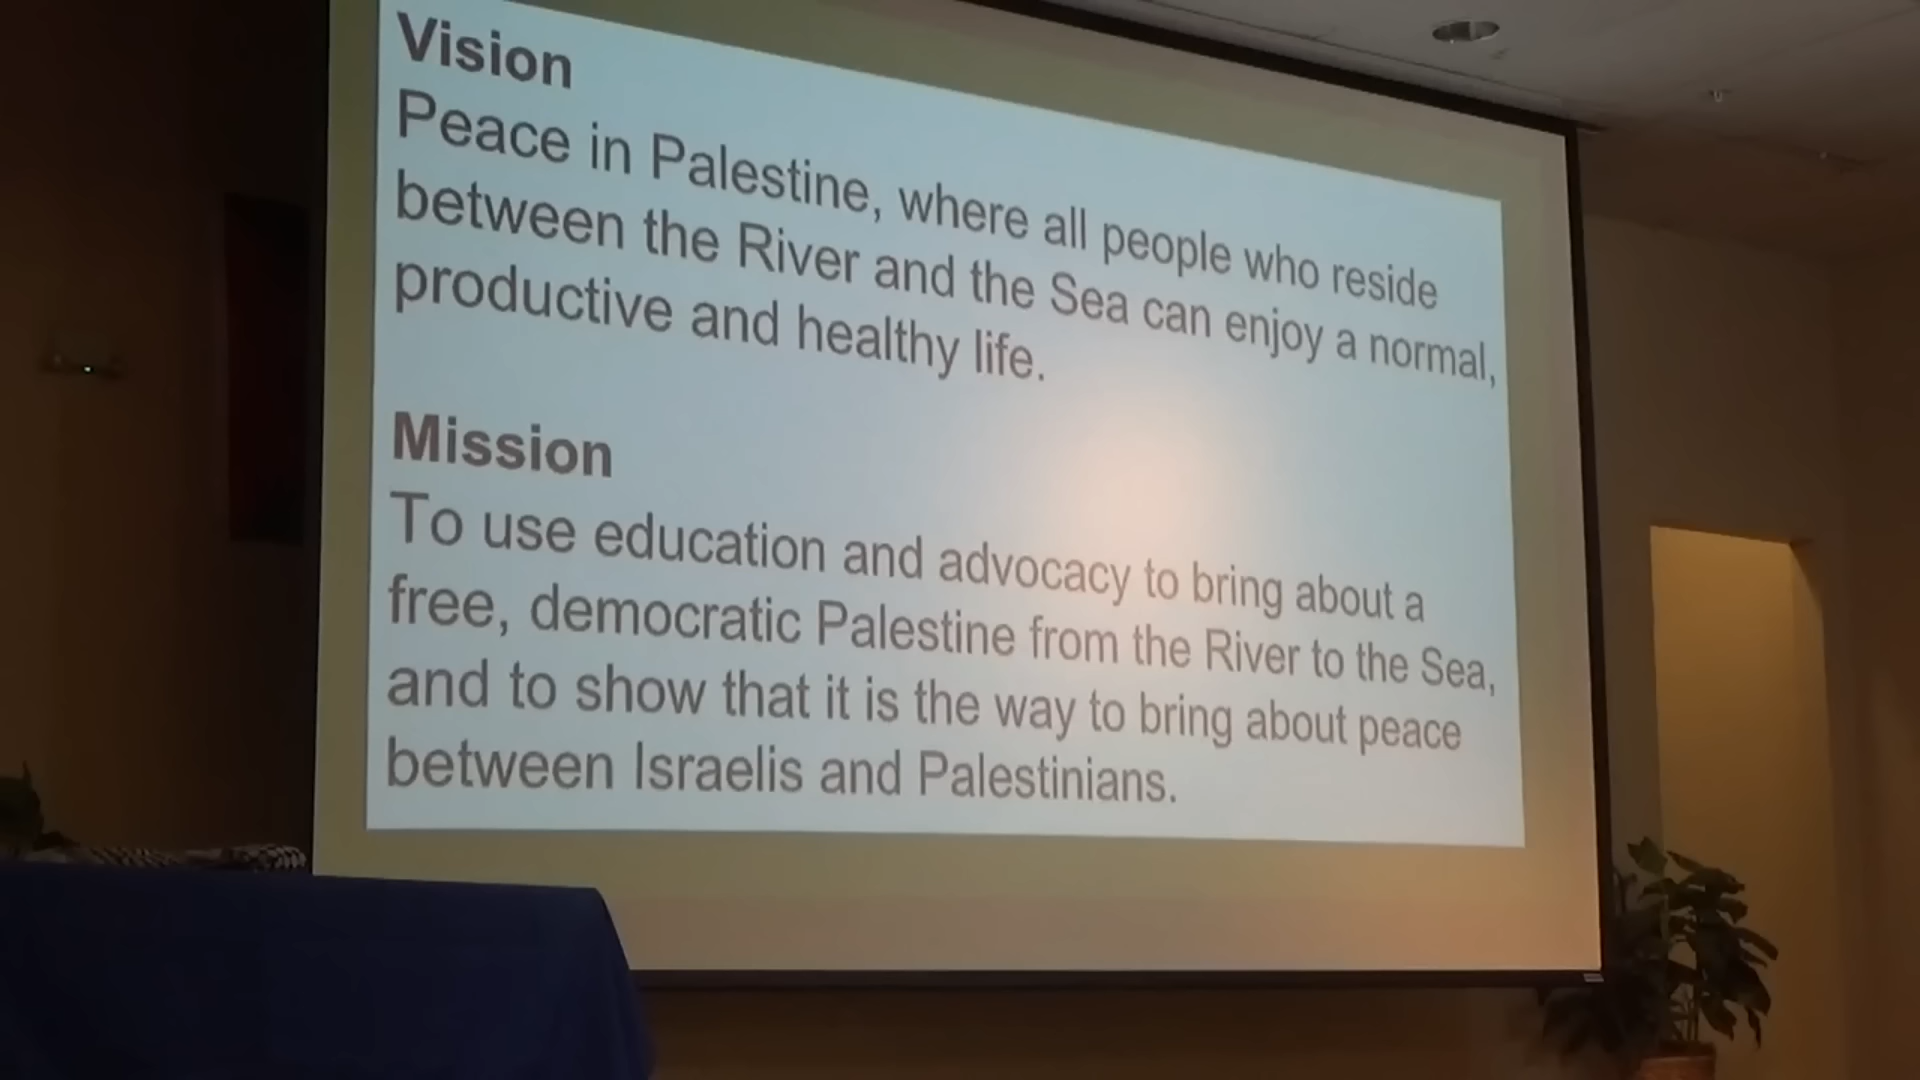 Vision
Peace in Palestine, where all people who reside
between the River and the Sea can enjoy a normal,
productive and healthy life.
Mission
To use education and advocacy to bring about a
free, democratic Palestine from the River to the Sea,
and to show that it is the way to bring about peace
between Israelis and Palestinians.